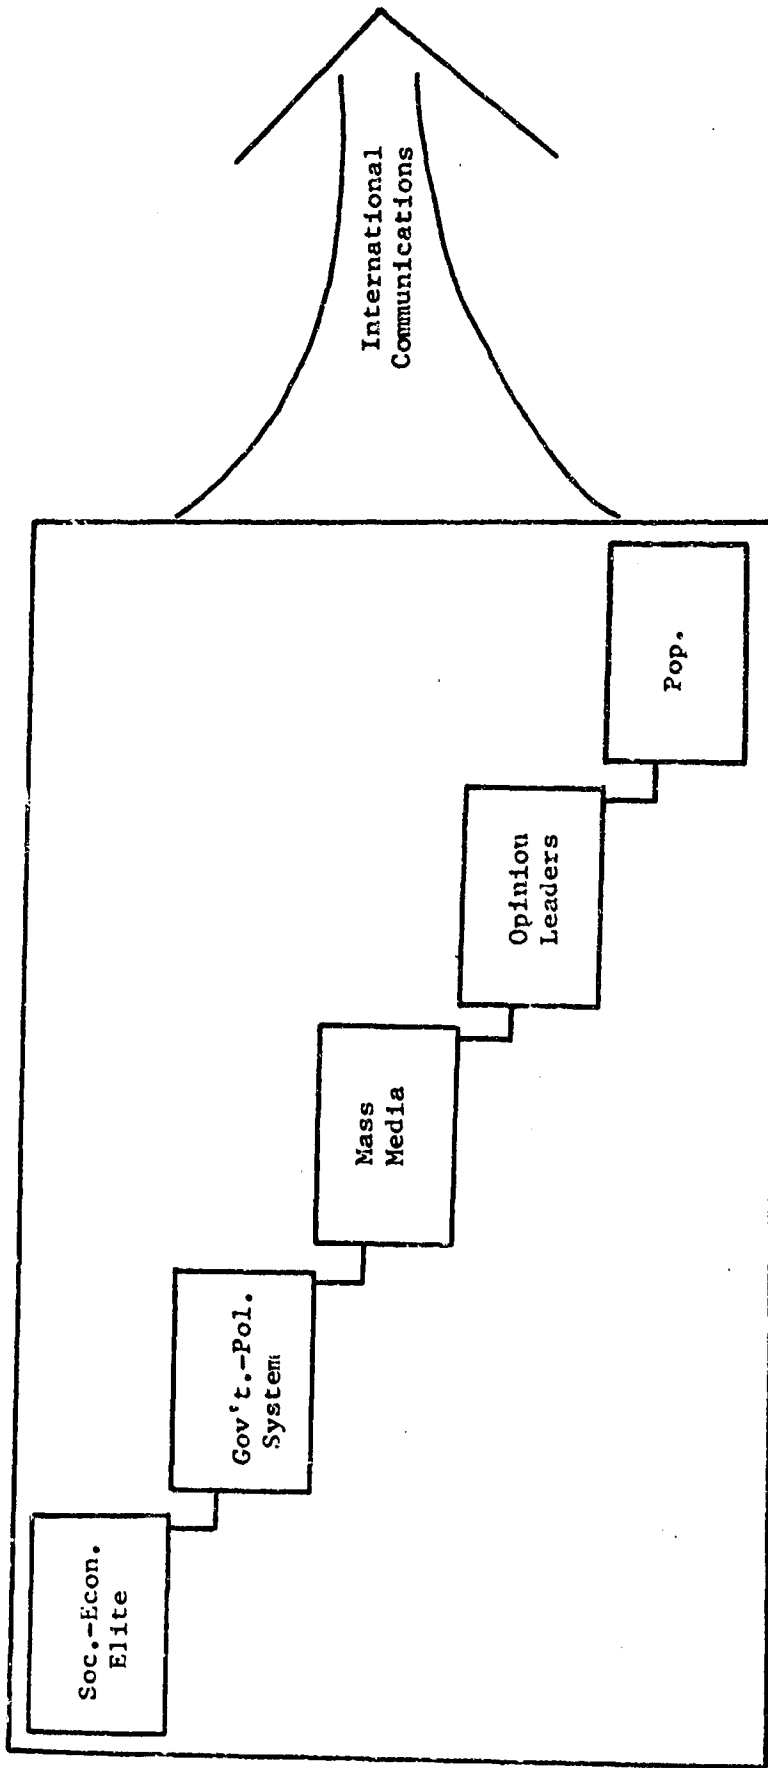 Soc.-Econ.
Elite
Gov't.-Pol.
System
Mass
Media
Opinion
Leaders
Pop.
International
Communications